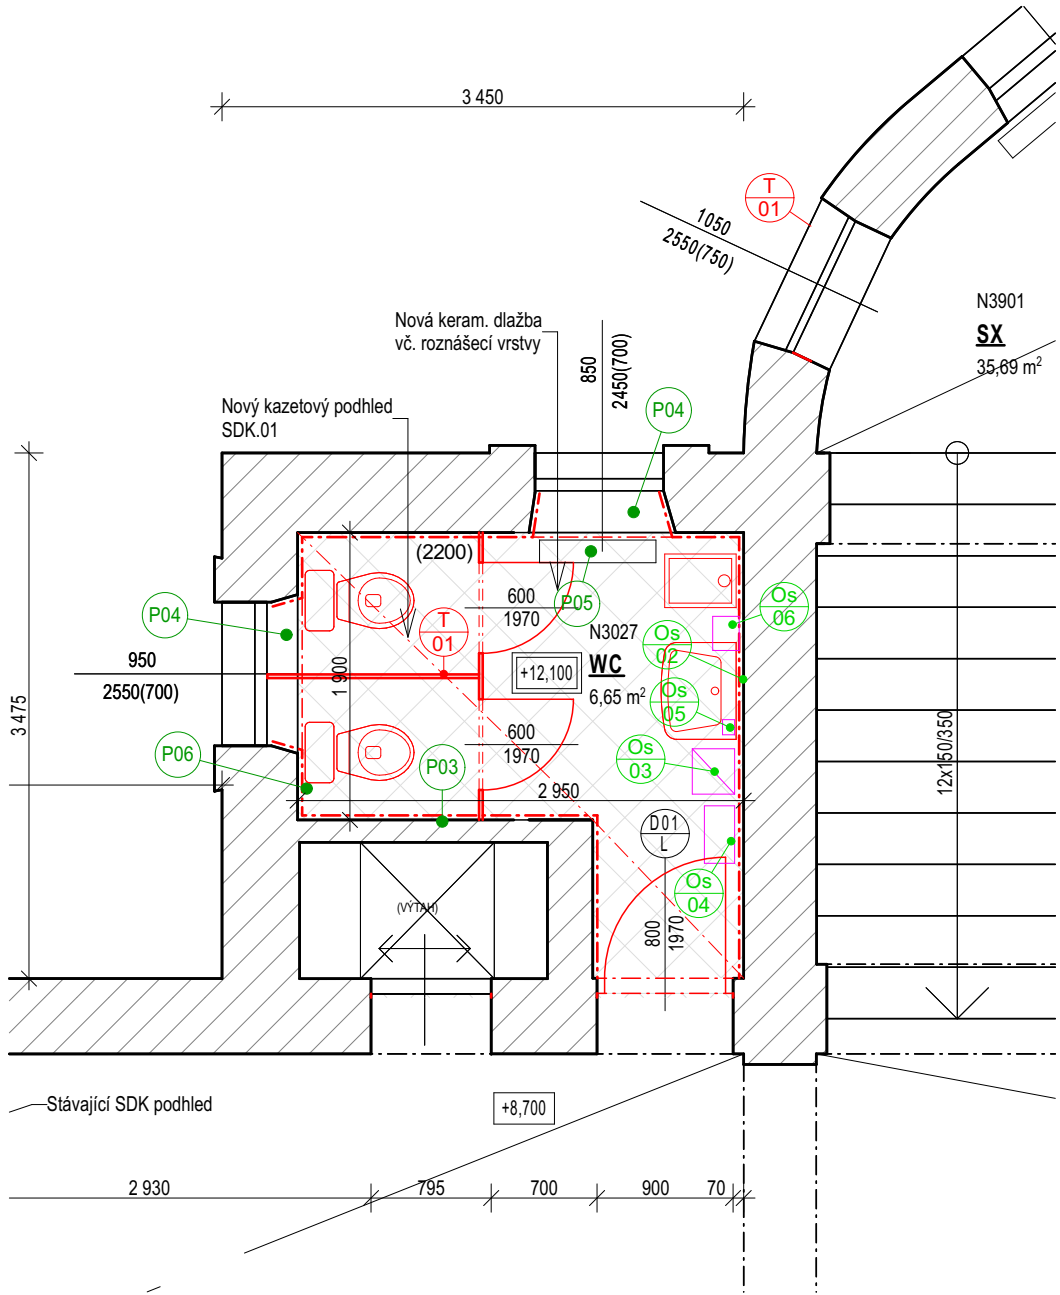 3 450
T
01
1050
2550(750)
N3901
SX
35,69 m²
Nová keram. dlažba
vč. roznášecí vrstvy
850
2450(700)
P04
Nový kazetový podhled
SDK.01
(2200)
P04
950
2550(700)
1 900
T
01
600
1970
P05
N3027
WC
6,65 m²
+12,100
Os
02
Os
06
Os
05
Os
03
Os
04
600
1970
P06
P03
2 950
D01
L
800
1970
3 475
12x150/350
(VÝTAH)
Stávající SDK podhled
+8,700
2 930
795
700
900
70